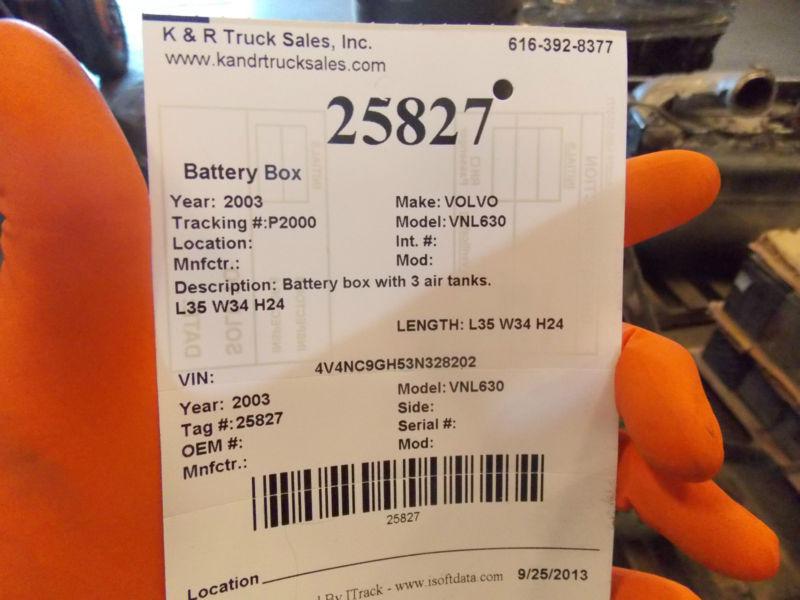 K & R Truck Sales, Inc. 616-392-8377
www.kandrtrucksales.com
25827
Battery Box
Year: 2003 Make: VOLVO
Tracking #:P2000 Model: VNL630
Location: Int. #:
Mnfctr.: Mod:
Description: Battery box with 3 air tanks.
L35 W34 H24
LENGTH: L35 W34 H24
VIN: 4V4NC9GH53N328202
Year: 2003 Model: VNL630
Tag #:25827 Side:
OEM #: Serial #:
Mnfctr.: Mod:
25827
Location
By ITrack - www.isoftdata.com 9/25/2013